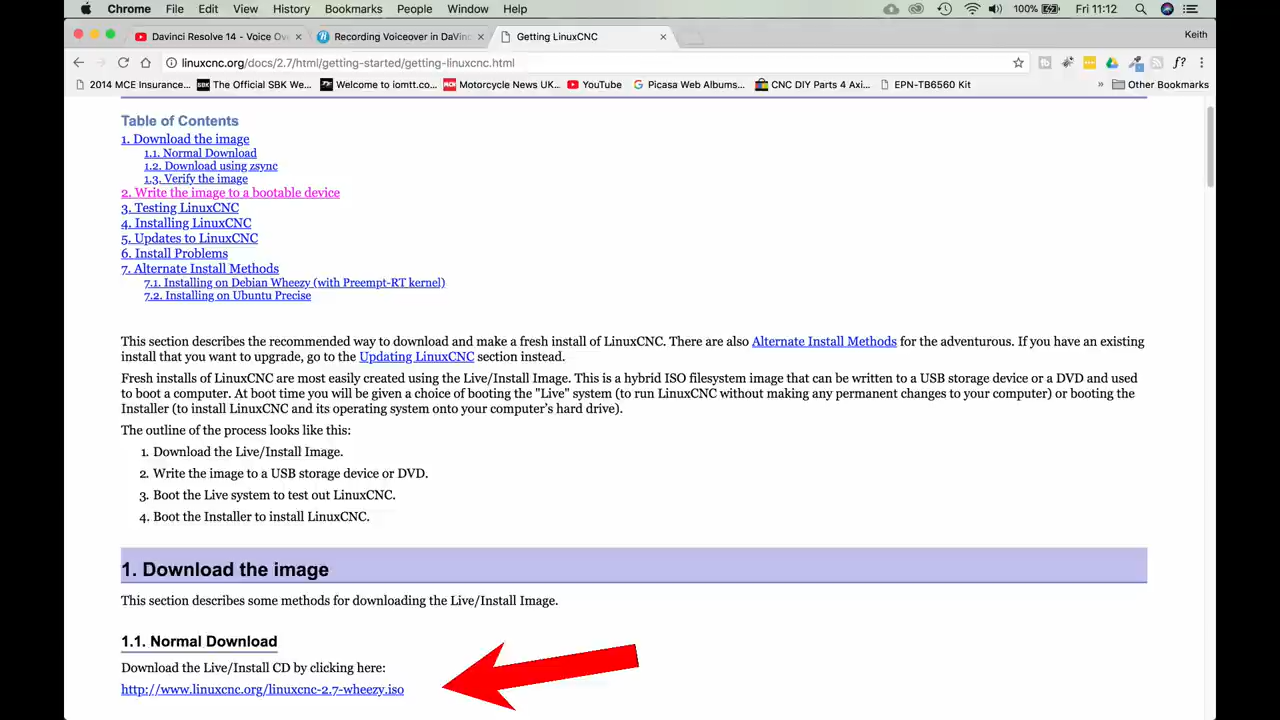 Chrome File Edit View History Bookmarks People Window Help 100% Fri 11:12
Davinci Resolve 14 - Voice Ov Recording Voiceover in DaVinc Getting LinuxCNC Keith
linuxcnc.org/docs/2.7/html/getting-started/getting-linuxcnc.html
2014 MCE Insurance... The Official SBK We... Welcome to iomtt.co... Motorcycle News UK... YouTube Picasa Web Albums... CNC DIY Parts 4 Axi... EPN-TB6560 Kit » Other Bookmarks
Table of Contents
1. Download the image
1.1. Normal Download
1.2. Download using zsync
1.3. Verify the image
2. Write the image to a bootable device
3. Testing LinuxCNC
4. Installing LinuxCNC
5. Updates to LinuxCNC
6. Install Problems
7. Alternate Install Methods
7.1. Installing on Debian Wheezy (with Preempt-RT kernel)
7.2. Installing on Ubuntu Precise
This section describes the recommended way to download and make a fresh install of LinuxCNC. There are also Alternate Install Methods for the adventurous. If you have an existing
install that you want to upgrade, go to the Updating LinuxCNC section instead.
Fresh installs of LinuxCNC are most easily created using the Live/Install Image. This is a hybrid ISO filesystem image that can be written to a USB storage device or a DVD and used
to boot a computer. At boot time you will be given a choice of booting the "Live" system (to run LinuxCNC without making any permanent changes to your computer) or booting the
Installer (to install LinuxCNC and its operating system onto your computer's hard drive).
The outline of the process looks like this:
1. Download the Live/Install Image.
2. Write the image to a USB storage device or DVD.
3. Boot the Live system to test out LinuxCNC.
4. Boot the Installer to install LinuxCNC.
1. Download the image
This section describes some methods for downloading the Live/Install Image.
1.1. Normal Download
Download the Live/Install CD by clicking here:
http://www.linuxcnc.org/linuxcnc-2.7-wheezy.iso